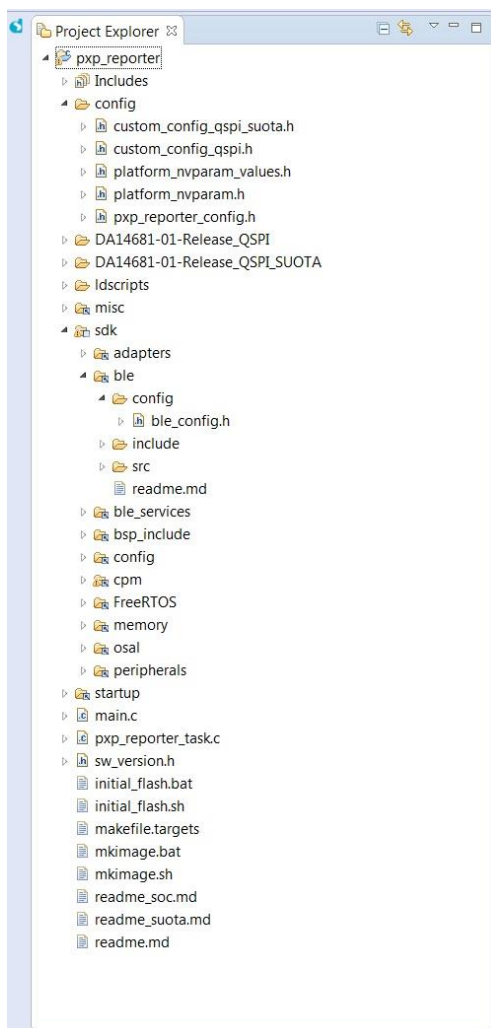 Project Explorer
pxp_reporter
Includes
config
custom_config_qspi_suota.h
custom_config_qspi.h
platform_nvparam_values.h
platform_nvparam.h
pxp_reporter_config.h
DA14681-01-Release_QSPI
DA14681-01-Release_QSPI_SUOTA
ldscripts
misc
sdk
adapters
ble
config
ble_config.h
include
src
readme.md
ble_services
bsp_include
config
cpm
FreeRTOS
memory
osal
peripherals
startup
main.c
pxp_reporter_task.c
sw_version.h
initial_flash.bat
initial_flash.sh
makefile.targets
mkimage.bat
mkimage.sh
readme_soc.md
readme_suota.md
readme.md